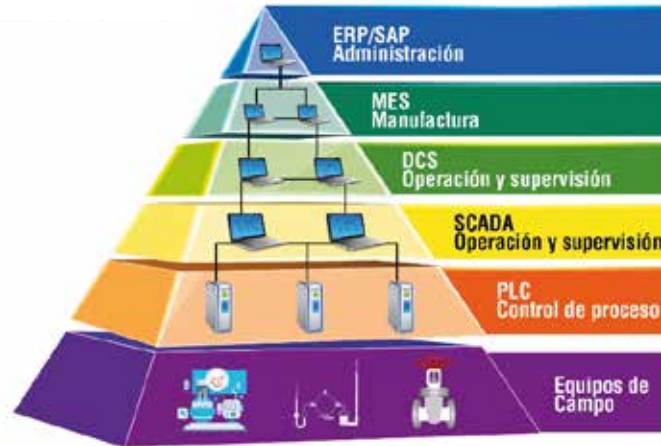 ERP/SAP
Administración
MES
Manufactura
DCS
Operación y supervisión
SCADA
Operación y supervisión
PLC
Control de proceso
Equipos de
Campo